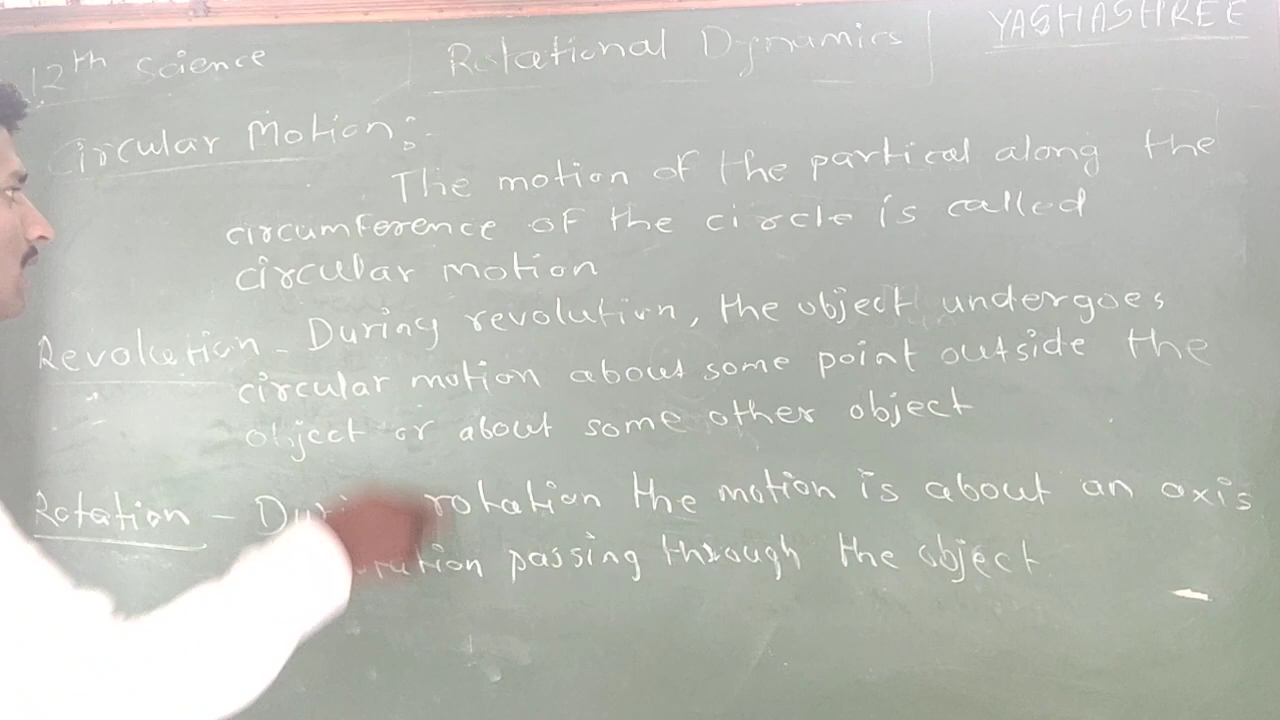 12th Science
Rotational Dynamics
YASHASHREE
Circular Motion:-
The motion of the partical along the
circumference of the circle is called
circular motion
Revolution - During revolution, the object undergoes
circular motion about some point outside the
object or about some other object
Rotation - rotation the motion is about an axis
passing through the object